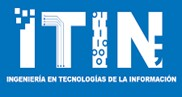 ITIN
INGENIERÍA EN TECNOLOGÍAS DE LA INFORMACIÓN